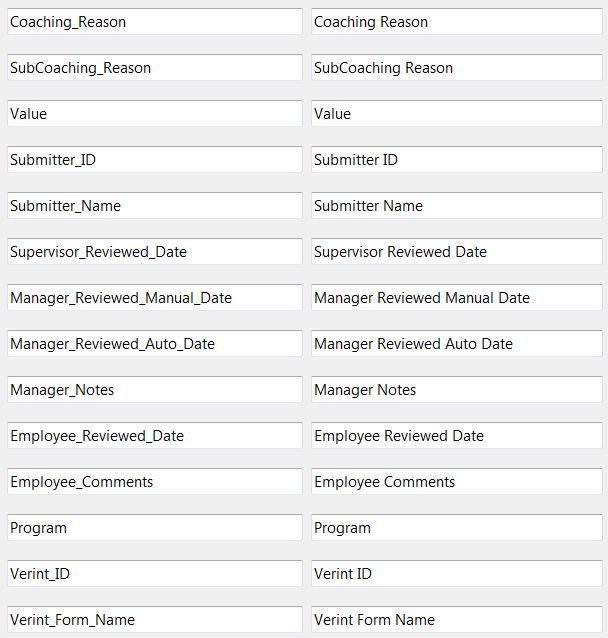 Coaching_Reason Coaching Reason
SubCoaching_Reason SubCoaching Reason
Value Value
Submitter_ID Submitter ID
Submitter_Name Submitter Name
Supervisor_Reviewed_Date Supervisor Reviewed Date
Manager_Reviewed_Manual_Date Manager Reviewed Manual Date
Manager_Reviewed_Auto_Date Manager Reviewed Auto Date
Manager_Notes Manager Notes
Employee_Reviewed_Date Employee Reviewed Date
Employee_Comments Employee Comments
Program Program
Verint_ID Verint ID
Verint_Form_Name Verint Form Name